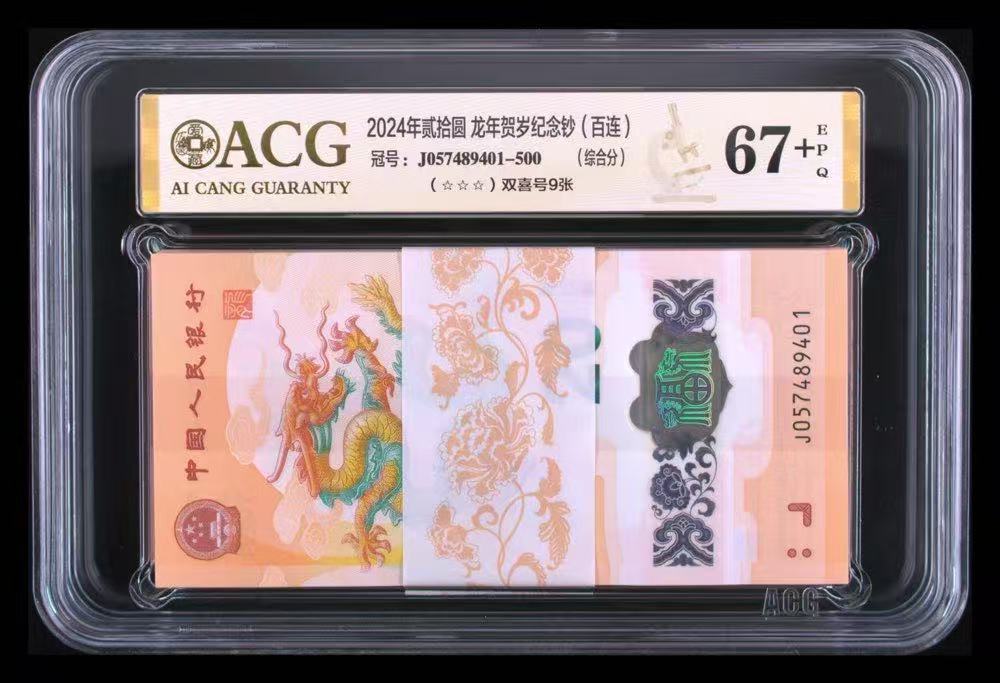 ACG
AI CANG GUARANTY
2024年贰拾圆 龙年贺岁纪念钞（百连）
冠号：J057489401-500 （综合分）
（☆☆☆）双喜号9张
67+
EPQ
中国人民银行
J057489401
ACG